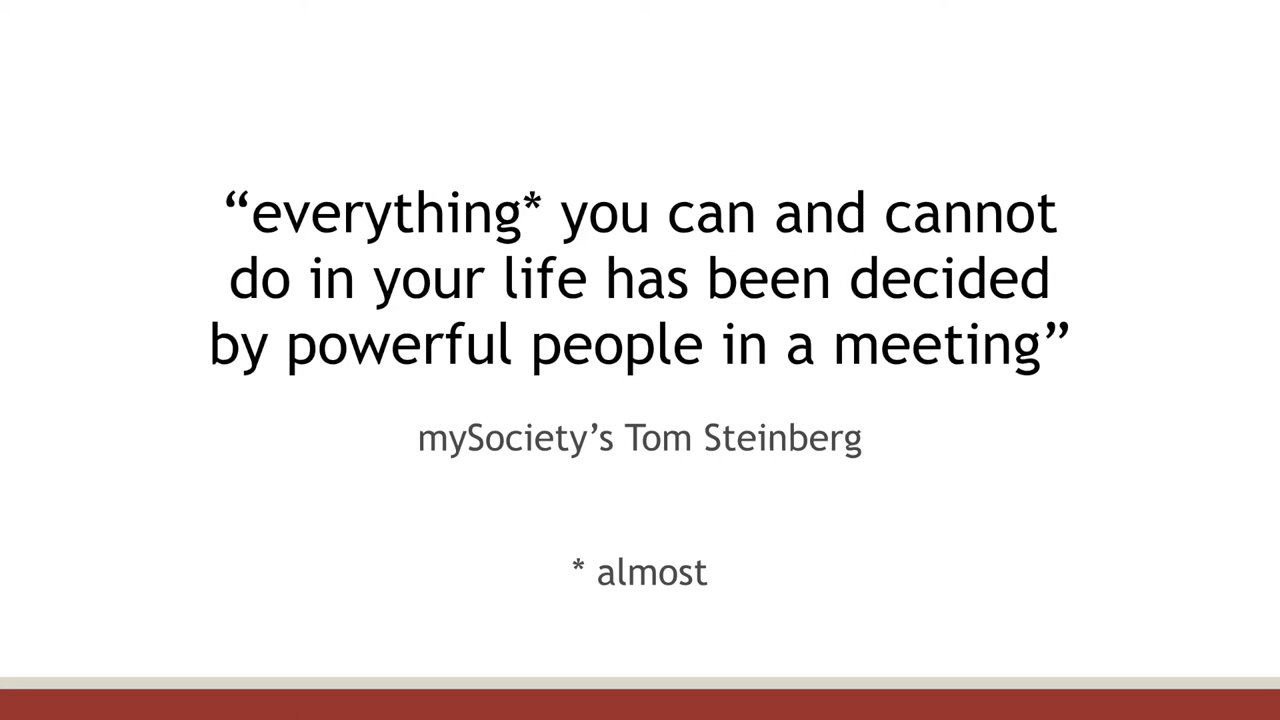 “everything* you can and cannot
do in your life has been decided
by powerful people in a meeting”
mySociety’s Tom Steinberg
* almost